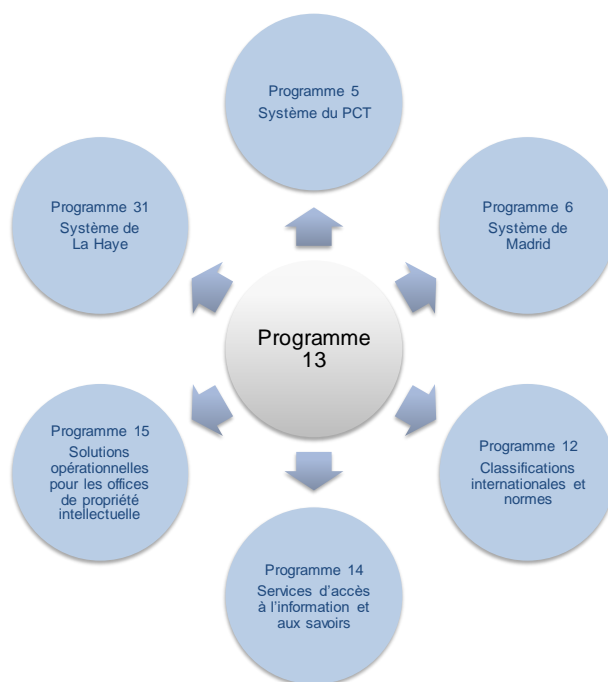 Programme 5
Système du PCT
Programme 31
Système de
La Haye
Programme 6
Système de
Madrid
Programme
13
Programme 15
Solutions
opérationnelles
pour les offices
de propriété
intellectuelle
Programme 12
Classifications
internationales et
normes
Programme 14
Services d’accès
à l’information et
aux savoirs